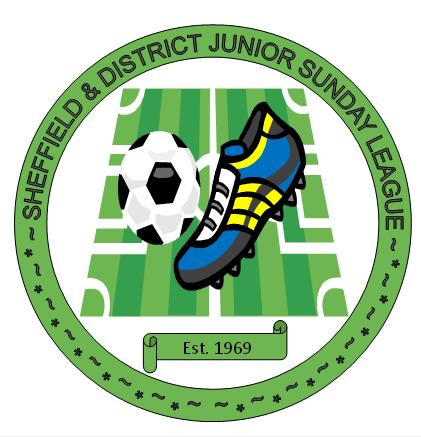 ~ SHEFFIELD & DISTRICT JUNIOR SUNDAY LEAGUE ~
Est. 1969